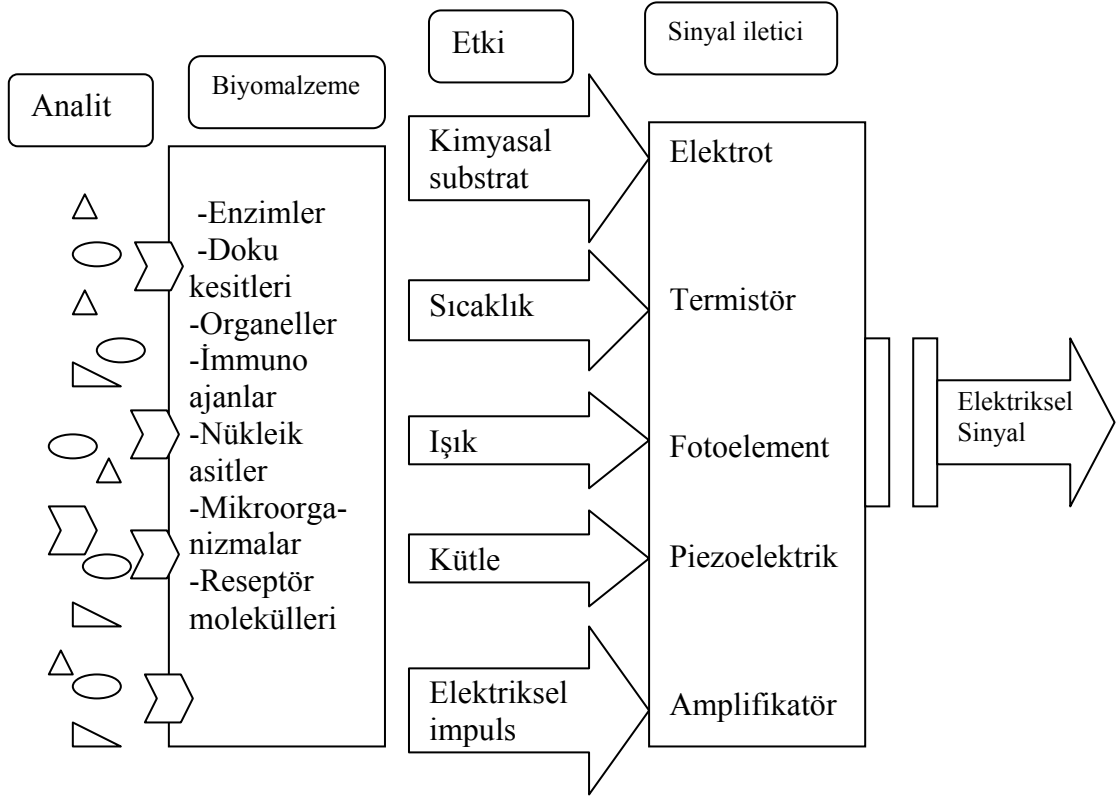 Analit
Biyomalzeme
Etki
Sinyal iletici
-Enzimler
-Doku
kesitleri
-Organeller
-İmmuno
ajanlar
-Nükleik
asitler
-Mikroorga-
nizmalar
-Reseptör
molekülleri
Kimyasal
substrat
Sıcaklık
Işık
Kütle
Elektriksel
impuls
Elektrot
Termistör
Fotoelement
Piezoelektrik
Amplifikatör
Elektriksel
Sinyal